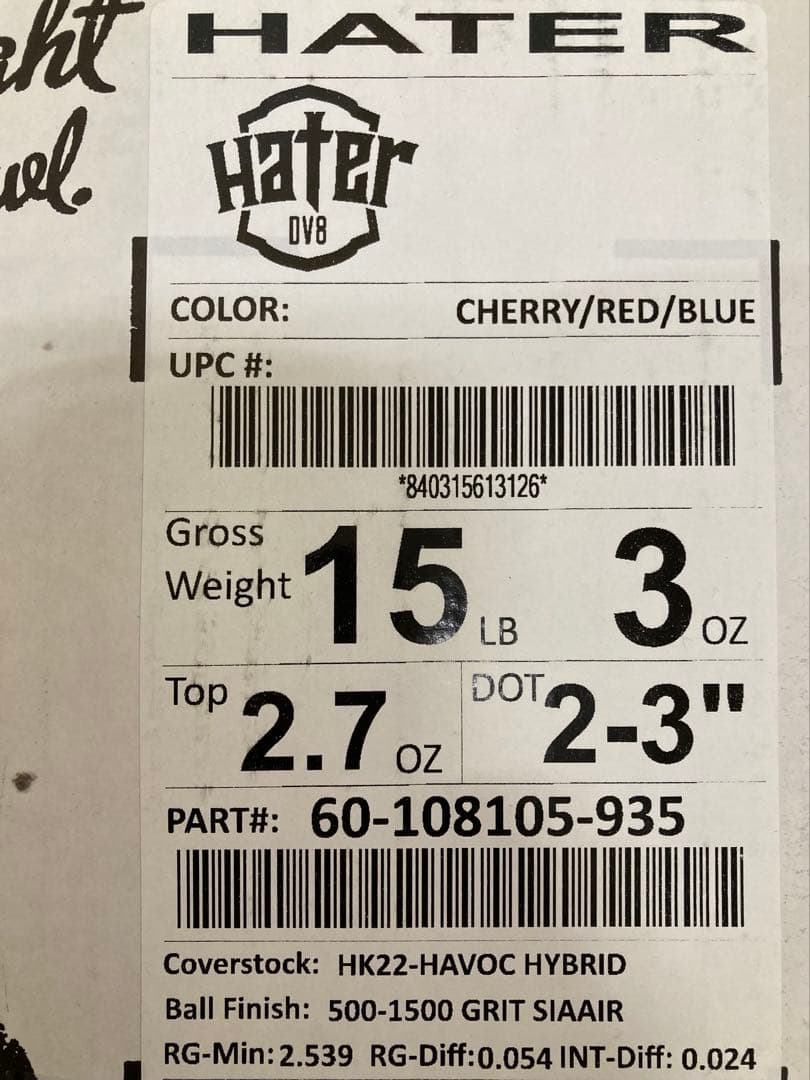 HATER
Hater
DV8
COLOR: CHERRY/RED/BLUE
UPC #:
*840315613126*
Gross Weight 15 LB 3 OZ
Top 2.7 OZ DOT 2-3"
PART#: 60-108105-935
Coverstock: HK22-HAVOC HYBRID
Ball Finish: 500-1500 GRIT SIAAIR
RG-Min: 2.539 RG-Diff: 0.054 INT-Diff: 0.024